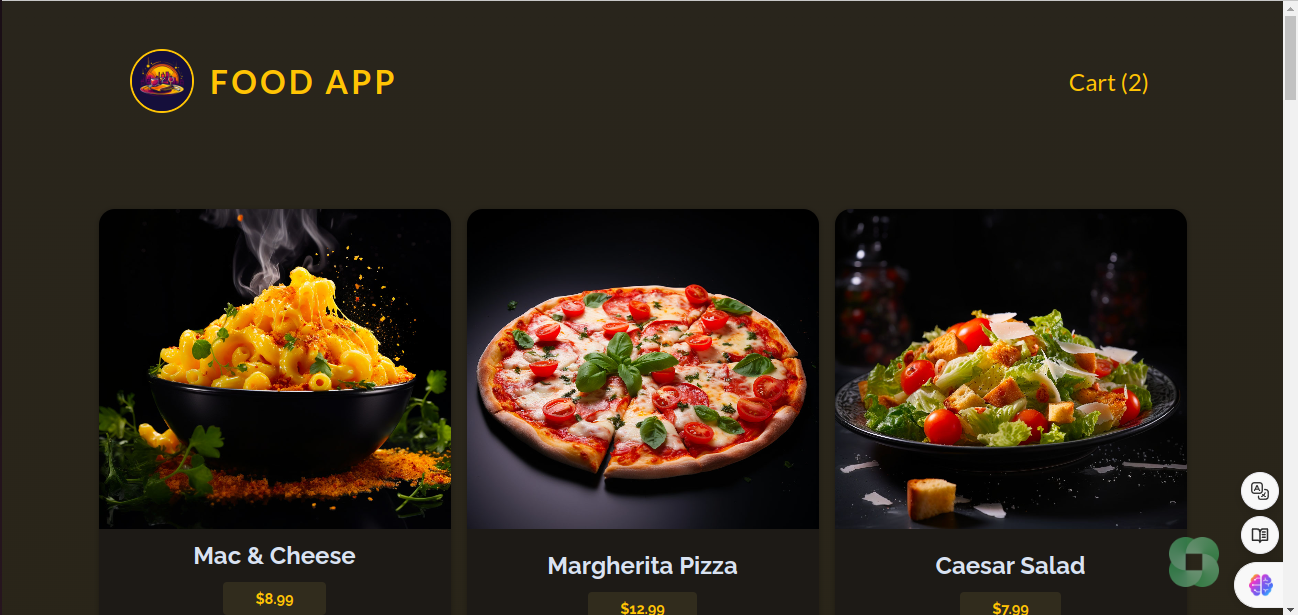 FOOD APP
Cart (2)
Mac & Cheese
Margherita Pizza
Caesar Salad
$8.99
$12.99
$7.99